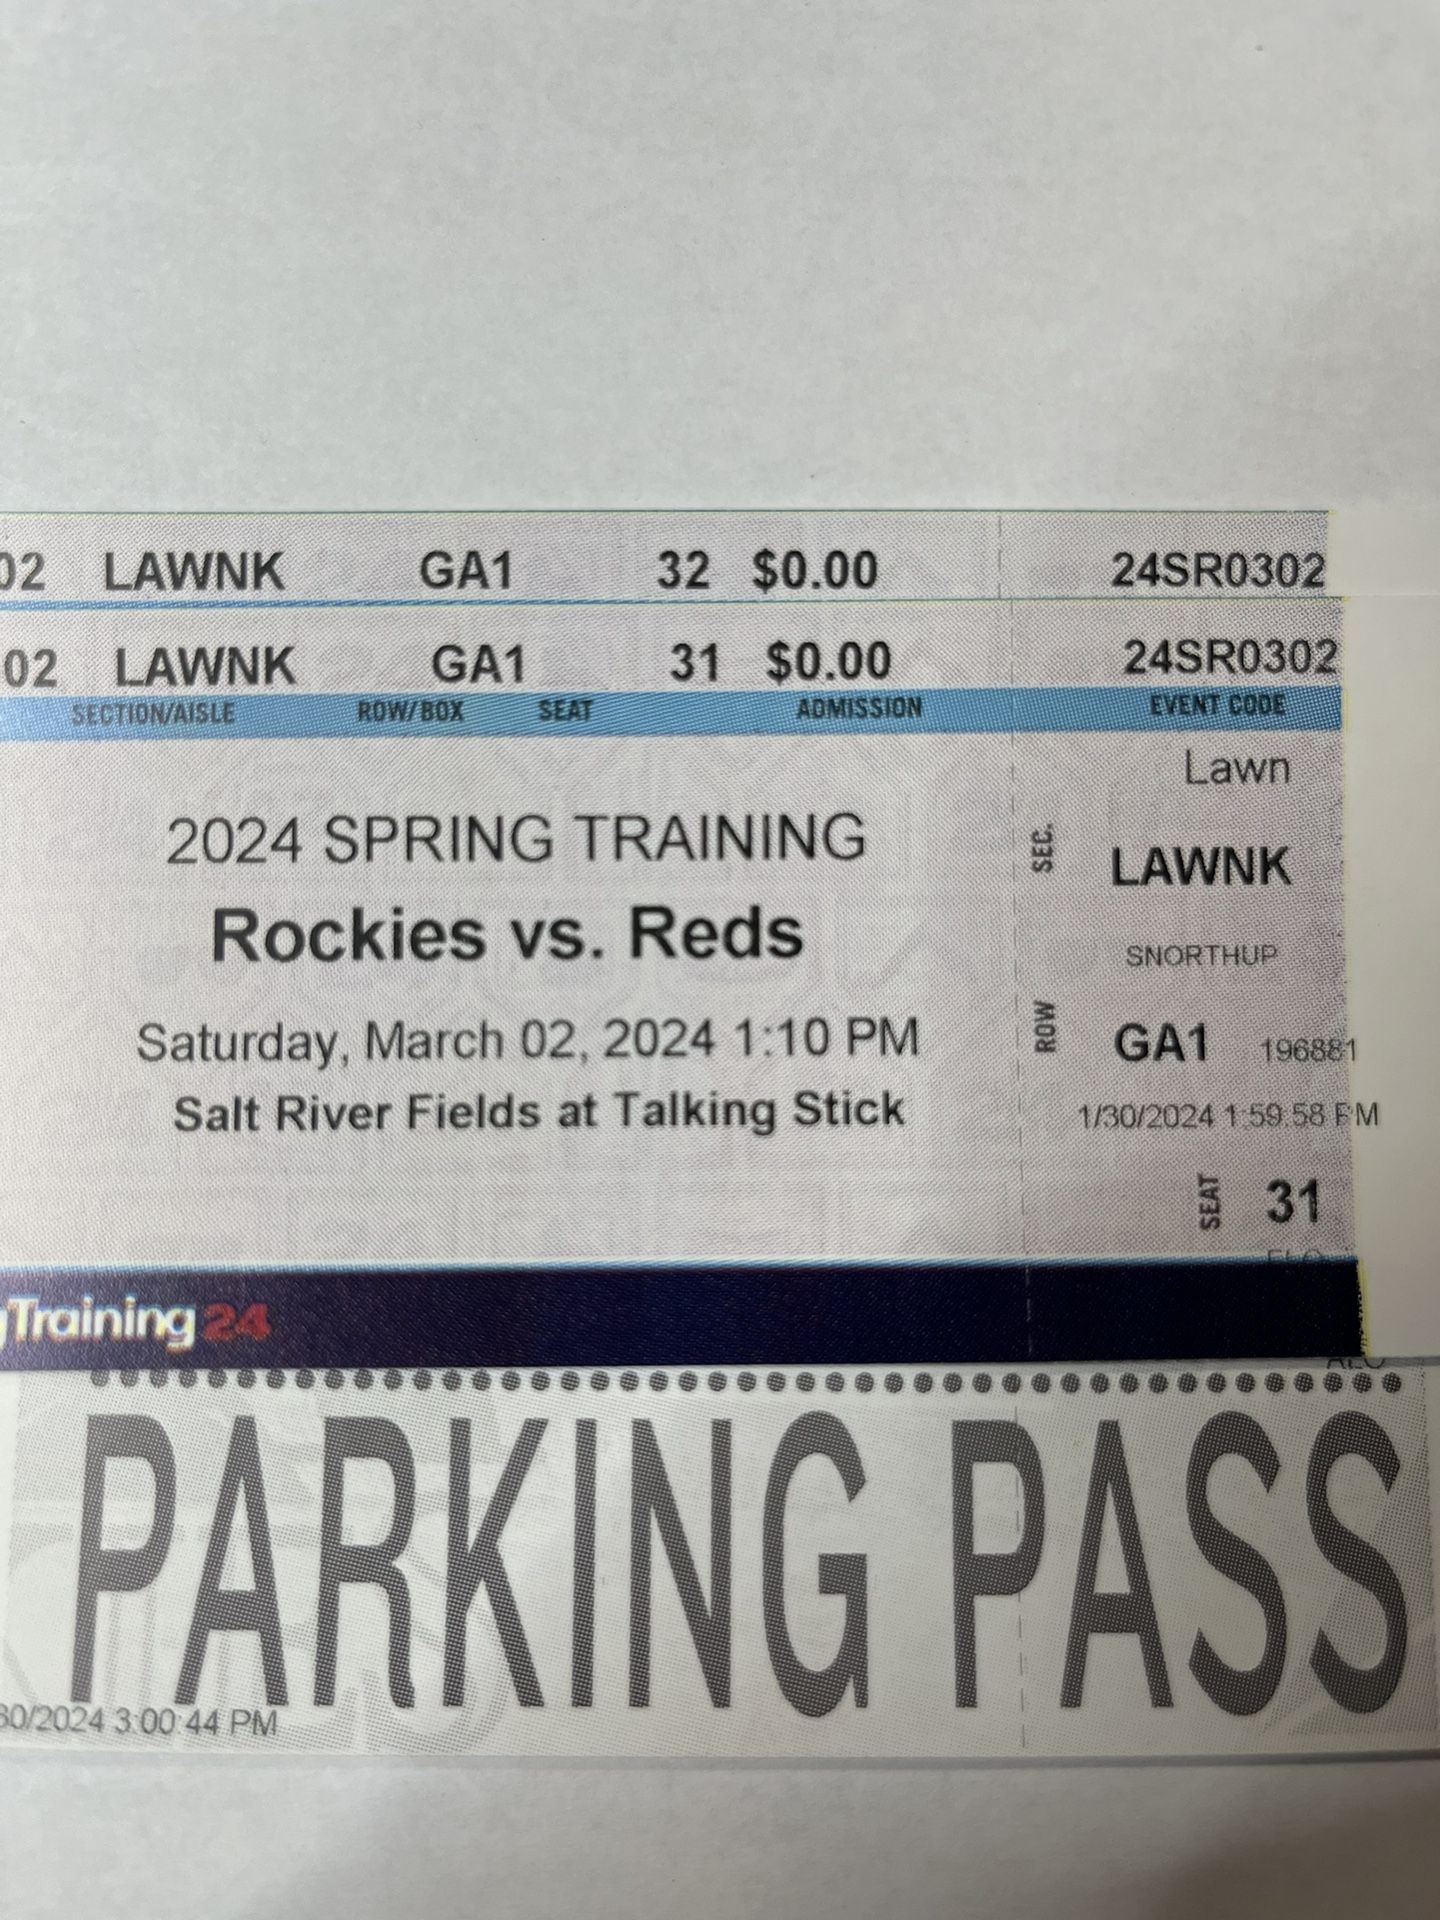 02 LAWNK GA1 32 $0.00 24SR0302
02 LAWNK GA1 31 $0.00 24SR0302
SECTION/AISLE ROW/BOX SEAT ADMISSION EVENT CODE
Lawn
2024 SPRING TRAINING
SEC. LAWNK
Rockies vs. Reds
SNORTHUP
Saturday, March 02, 2024 1:10 PM
ROW GA1 196881
Salt River Fields at Talking Stick
1/30/2024 1:59:58 PM
SEAT 31
gTraining 24
PARKING PASS
30/2024 3:00:44 PM